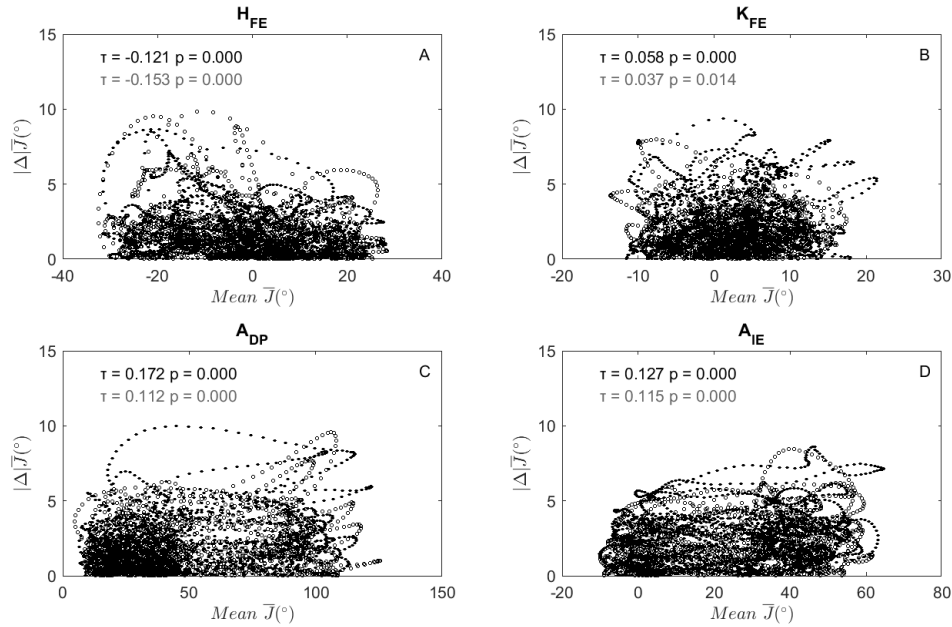 H_FE
15
τ = -0.121 p = 0.000
A
τ = -0.153 p = 0.000
10
5
0
|Δ|J̅(°)
-40 -20 0 20 40
Mean J̅(°)
K_FE
15
τ = 0.058 p = 0.000
B
τ = 0.037 p = 0.014
10
5
0
|Δ|J̅(°)
-20 -10 0 10 20 30
Mean J̅(°)
A_DP
15
τ = 0.172 p = 0.000
C
τ = 0.112 p = 0.000
10
5
0
|Δ|J̅(°)
0 50 100 150
Mean J̅(°)
A_IE
15
τ = 0.127 p = 0.000
D
τ = 0.115 p = 0.000
10
5
0
|Δ|J̅(°)
-20 0 20 40 60 80
Mean J̅(°)